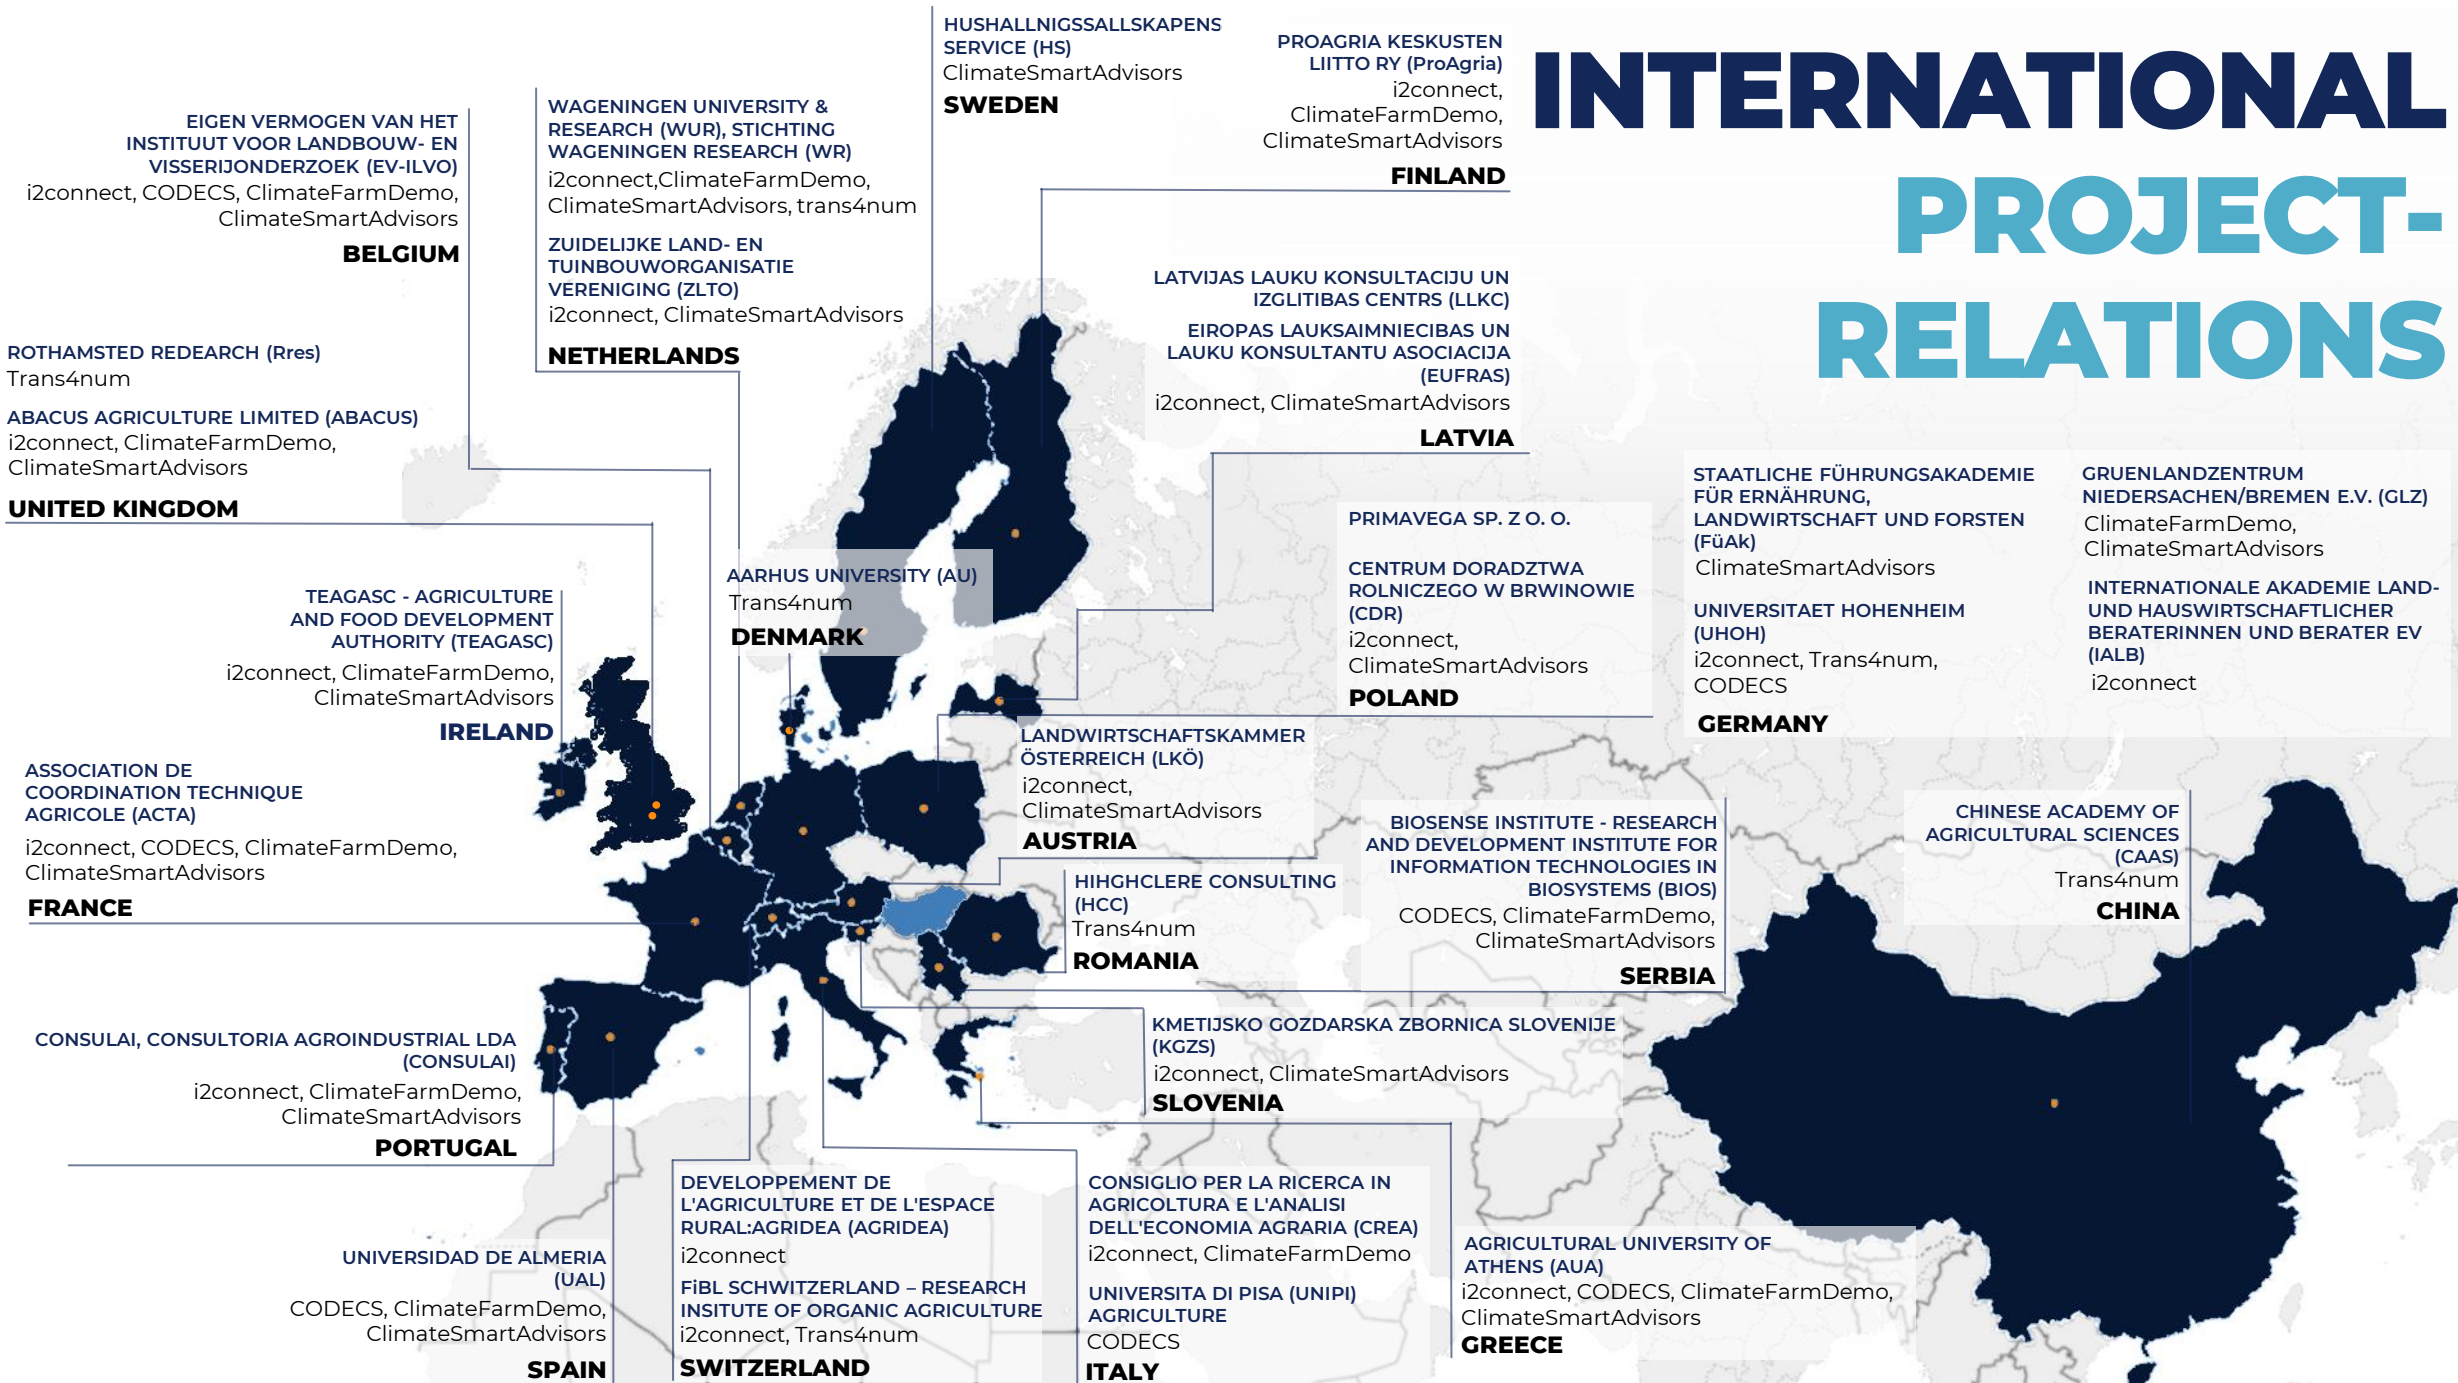 INTERNATIONAL
PROJECT-
RELATIONS
HUSHALLNIGSSALLSKAPENS
SERVICE (HS)
ClimateSmartAdvisors
SWEDEN
PROAGRIA KESKUSTEN
LIITTO RY (ProAgria)
i2connect,
ClimateFarmDemo,
ClimateSmartAdvisors
FINLAND
EIGEN VERMOGEN VAN HET
INSTITUUT VOOR LANDBOUW- EN
VISSERIJONDERZOEK (EV-ILVO)
i2connect, CODECS, ClimateFarmDemo,
ClimateSmartAdvisors
BELGIUM
WAGENINGEN UNIVERSITY &
RESEARCH (WUR), STICHTING
WAGENINGEN RESEARCH (WR)
i2connect,ClimateFarmDemo,
ClimateSmartAdvisors, trans4num
ZUIDELIJKE LAND- EN
TUINBOUWORGANISATIE
VERENIGING (ZLTO)
i2connect, ClimateSmartAdvisors
NETHERLANDS
LATVIJAS LAUKU KONSULTACIJU UN
IZGLITIBAS CENTRS (LLKC)
EIROPAS LAUKSAIMNIECIBAS UN
LAUKU KONSULTANTU ASOCIACIJA
(EUFRAS)
i2connect, ClimateSmartAdvisors
LATVIA
ROTHAMSTED REDEARCH (Rres)
Trans4num
ABACUS AGRICULTURE LIMITED (ABACUS)
i2connect, ClimateFarmDemo,
ClimateSmartAdvisors
UNITED KINGDOM
PRIMAVEGA SP. Z O. O.
CENTRUM DORADZTWA
ROLNICZEGO W BRWINOWIE
(CDR)
i2connect,
ClimateSmartAdvisors
POLAND
STAATLICHE FÜHRUNGSAKADEMIE
FÜR ERNÄHRUNG,
LANDWIRTSCHAFT UND FORSTEN
(FüAk)
ClimateSmartAdvisors
UNIVERSITAET HOHENHEIM
(UHOH)
i2connect, Trans4num,
CODECS
GERMANY
GRUENLANDZENTRUM
NIEDERSACHEN/BREMEN E.V. (GLZ)
ClimateFarmDemo,
ClimateSmartAdvisors
INTERNATIONALE AKADEMIE LAND-
UND HAUSWIRTSCHAFTLICHER
BERATERINNEN UND BERATER EV
(IALB)
i2connect
AARHUS UNIVERSITY (AU)
Trans4num
DENMARK
TEAGASC - AGRICULTURE
AND FOOD DEVELOPMENT
AUTHORITY (TEAGASC)
i2connect, ClimateFarmDemo,
ClimateSmartAdvisors
IRELAND
LANDWIRTSCHAFTSKAMMER
ÖSTERREICH (LKÖ)
i2connect,
ClimateSmartAdvisors
AUSTRIA
ASSOCIATION DE
COORDINATION TECHNIQUE
AGRICOLE (ACTA)
i2connect, CODECS, ClimateFarmDemo,
ClimateSmartAdvisors
FRANCE
HIHGHCLERE CONSULTING
(HCC)
Trans4num
ROMANIA
BIOSENSE INSTITUTE - RESEARCH
AND DEVELOPMENT INSTITUTE FOR
INFORMATION TECHNOLOGIES IN
BIOSYSTEMS (BIOS)
CODECS, ClimateFarmDemo,
ClimateSmartAdvisors
SERBIA
CHINESE ACADEMY OF
AGRICULTURAL SCIENCES
(CAAS)
Trans4num
CHINA
CONSULAI, CONSULTORIA AGROINDUSTRIAL LDA
(CONSULAI)
i2connect, ClimateFarmDemo,
ClimateSmartAdvisors
PORTUGAL
KMETIJSKO GOZDARSKA ZBORNICA SLOVENIJE
(KGZS)
i2connect, ClimateSmartAdvisors
SLOVENIA
UNIVERSIDAD DE ALMERIA
(UAL)
CODECS, ClimateFarmDemo,
ClimateSmartAdvisors
SPAIN
DEVELOPPEMENT DE
L'AGRICULTURE ET DE L'ESPACE
RURAL:AGRIDEA (AGRIDEA)
i2connect
FiBL SCHWITZERLAND – RESEARCH
INSITUTE OF ORGANIC AGRICULTURE
i2connect, Trans4num
SWITZERLAND
CONSIGLIO PER LA RICERCA IN
AGRICOLTURA E L'ANALISI
DELL'ECONOMIA AGRARIA (CREA)
i2connect, ClimateFarmDemo
UNIVERSITA DI PISA (UNIPI)
AGRICULTURE
CODECS
ITALY
AGRICULTURAL UNIVERSITY OF
ATHENS (AUA)
i2connect, CODECS, ClimateFarmDemo,
ClimateSmartAdvisors
GREECE